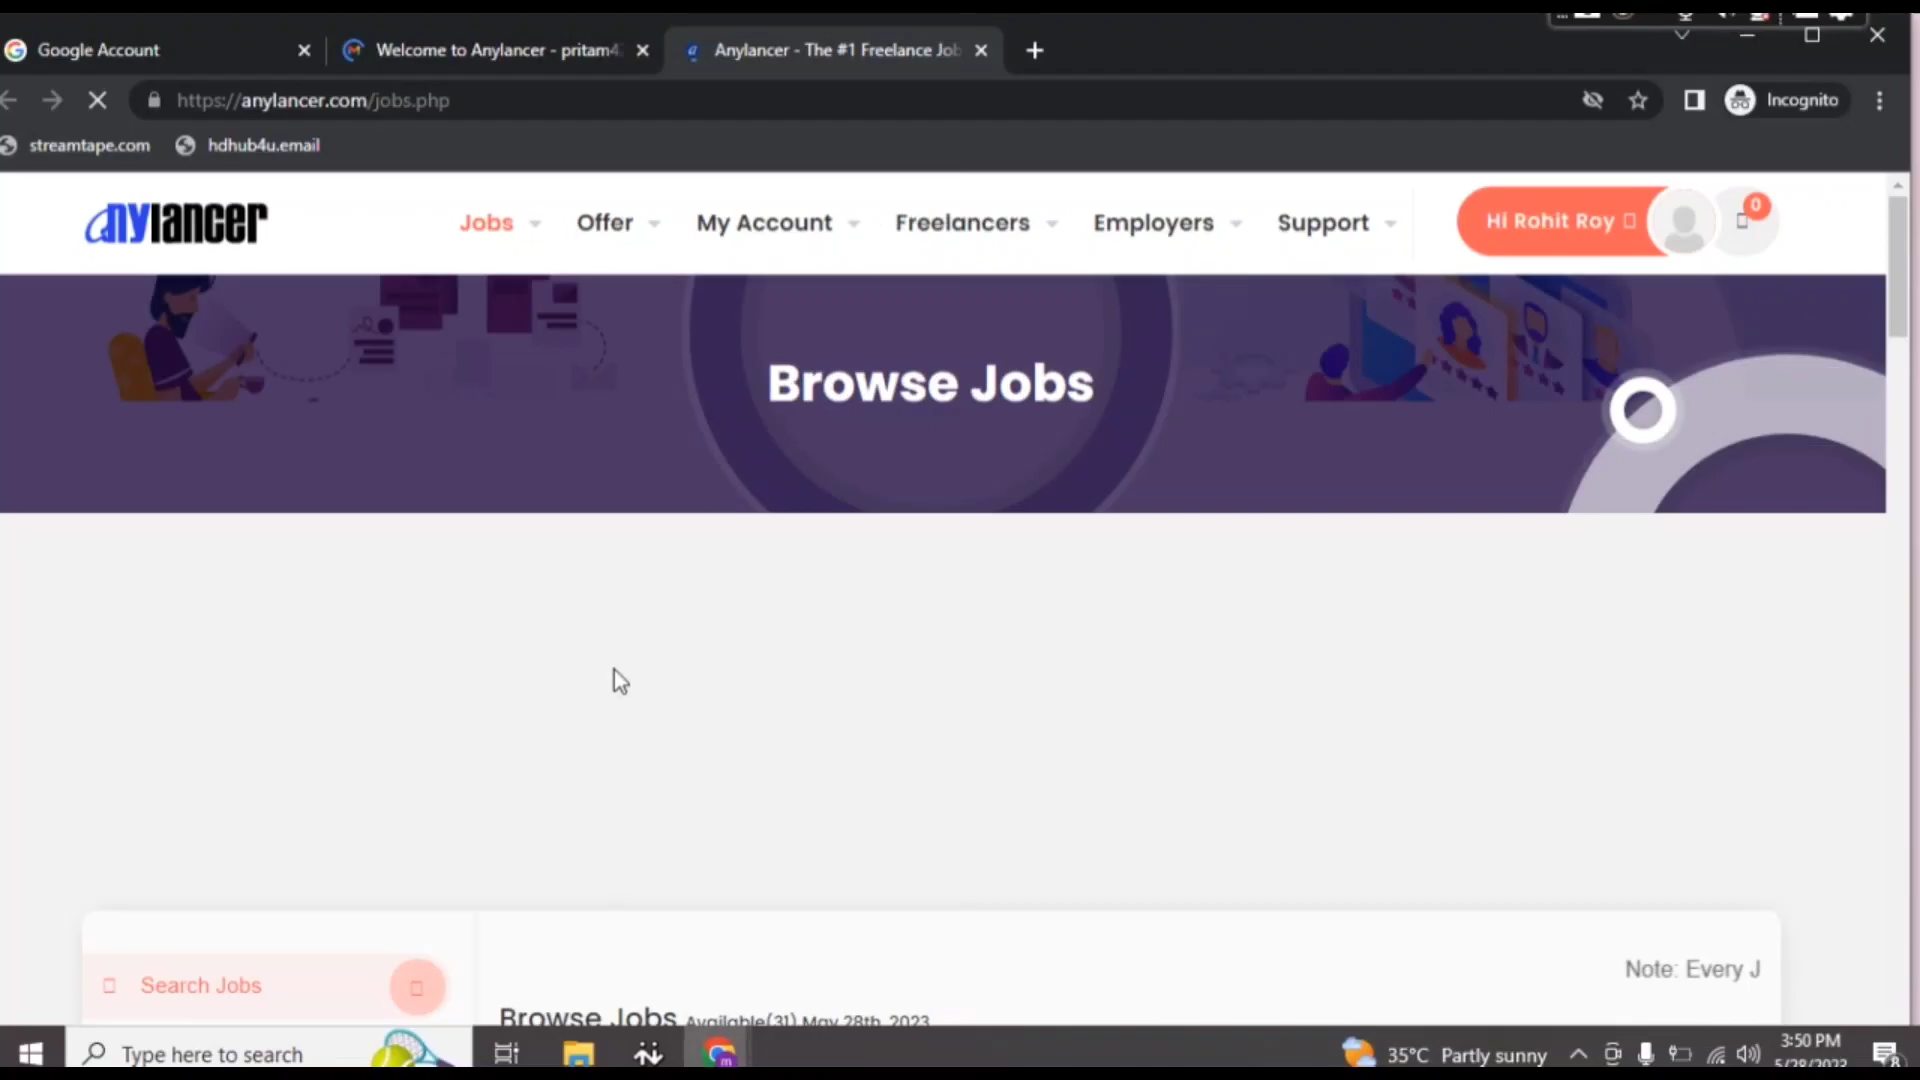 Google Account
Welcome to Anylancer - pritam4
Anylancer - The #1 Freelance Job
https://anylancer.com/jobs.php
Incognito
streamtape.com
hdhub4u.email
anylancer
Jobs
Offer
My Account
Freelancers
Employers
Support
Hi Rohit Roy
0
Browse Jobs
Search Jobs
Note: Every J
Browse Jobs Available(31) May 28th, 2023
Type here to search
35°C Partly sunny
3:50 PM
5/28/2023
8